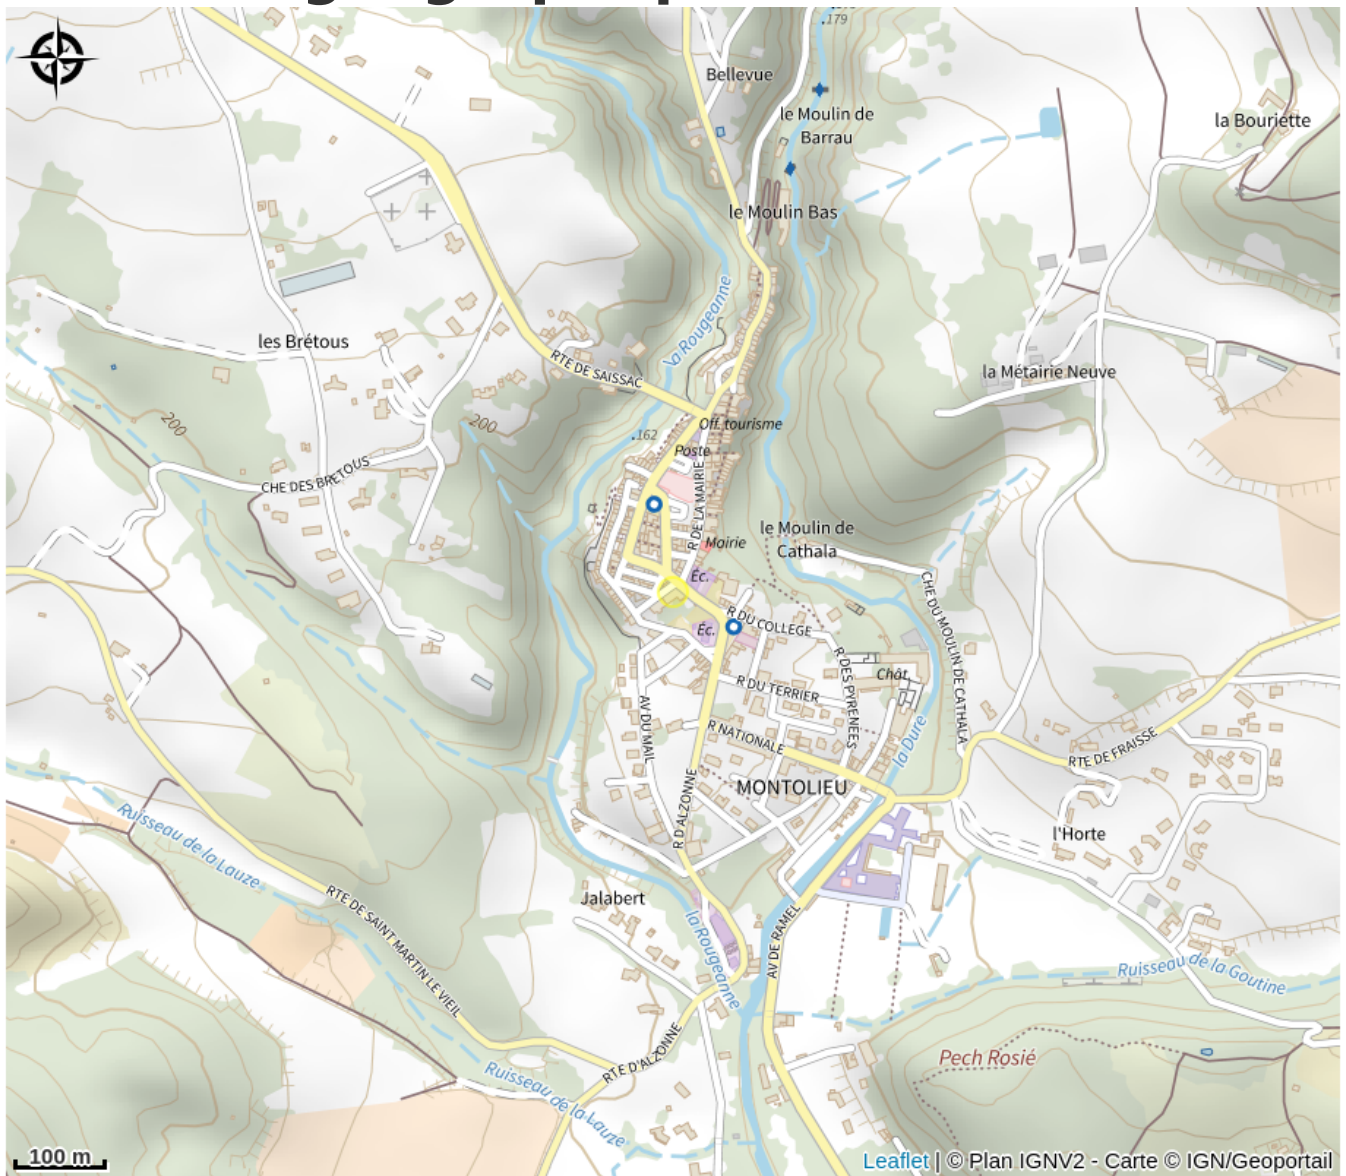 .179
Bellevue
le Moulin de
Barrau
la Bouriette
le Moulin Bas
la Rougeanne
les Brétous
RTE DE SAISSAC
la Métairie Neuve
200
200
.162
Off. tourisme
Poste
CHE DES BRETOUS
R DE LA MAIRIE
le Moulin de
Cathala
Mairie
Éc.
CHE DU MOULIN DE CATHALA
R DU COLLEGE
Éc.
R DES PYRENEES
Chât.
R DU TERRIER
AV DU MAIL
R NATIONALE
la Dure
RTE DE FRAISSE
MONTOLIEU
R D'ALZONNE
Ruisseau de la Lauze
l'Horte
Jalabert
RTE DE SAINT MARTIN LE VIEIL
la Rougeanne
AV DE RAMEL
Ruisseau de la Goutine
Pech Rosié
RTE D'ALZONNE
Ruisseau de la Lauze
100 m
Leaflet | © Plan IGNV2 - Carte © IGN/Geoportail